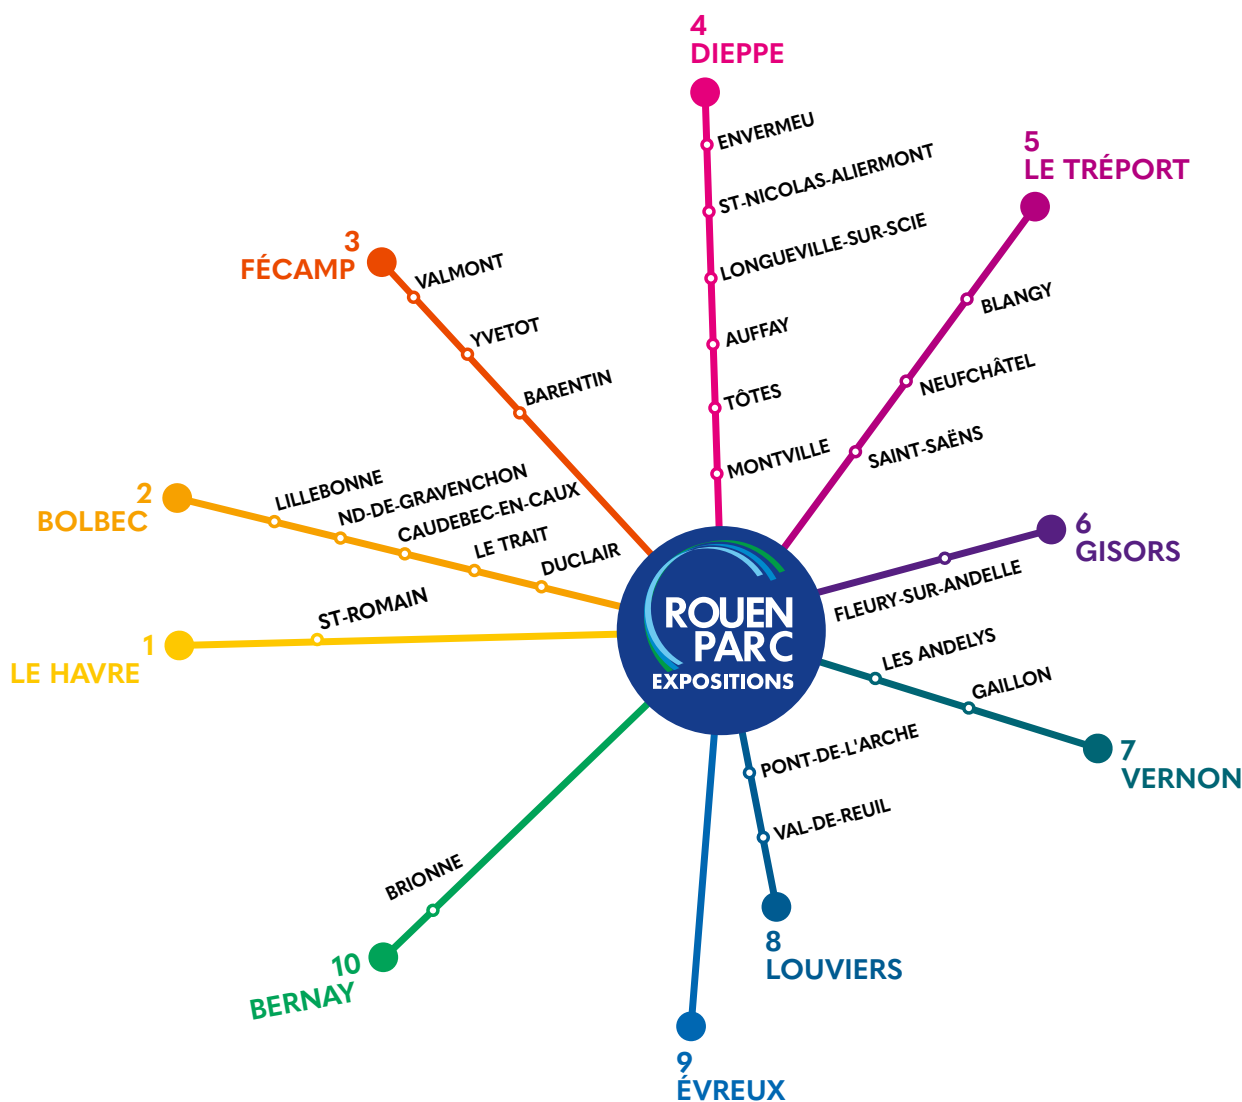 4
DIEPPE
ENVERMEU
ST-NICOLAS-ALIERMONT
LONGUEVILLE-SUR-SCIE
AUFFAY
TÔTES
MONTVILLE
5
LE TRÉPORT
BLANGY
NEUFCHÂTEL
SAINT-SAËNS
3
FÉCAMP
VALMONT
YVETOT
BARENTIN
2
BOLBEC
LILLEBONNE
ND-DE-GRAVENCHON
CAUDEBEC-EN-CAUX
LE TRAIT
DUCLAIR
6
GISORS
FLEURY-SUR-ANDELLE
1
LE HAVRE
ST-ROMAIN
ROUEN
PARC
EXPOSITIONS
LES ANDELYS
GAILLON
7
VERNON
PONT-DE-L'ARCHE
VAL-DE-REUIL
8
LOUVIERS
BRIONNE
10
BERNAY
9
ÉVREUX